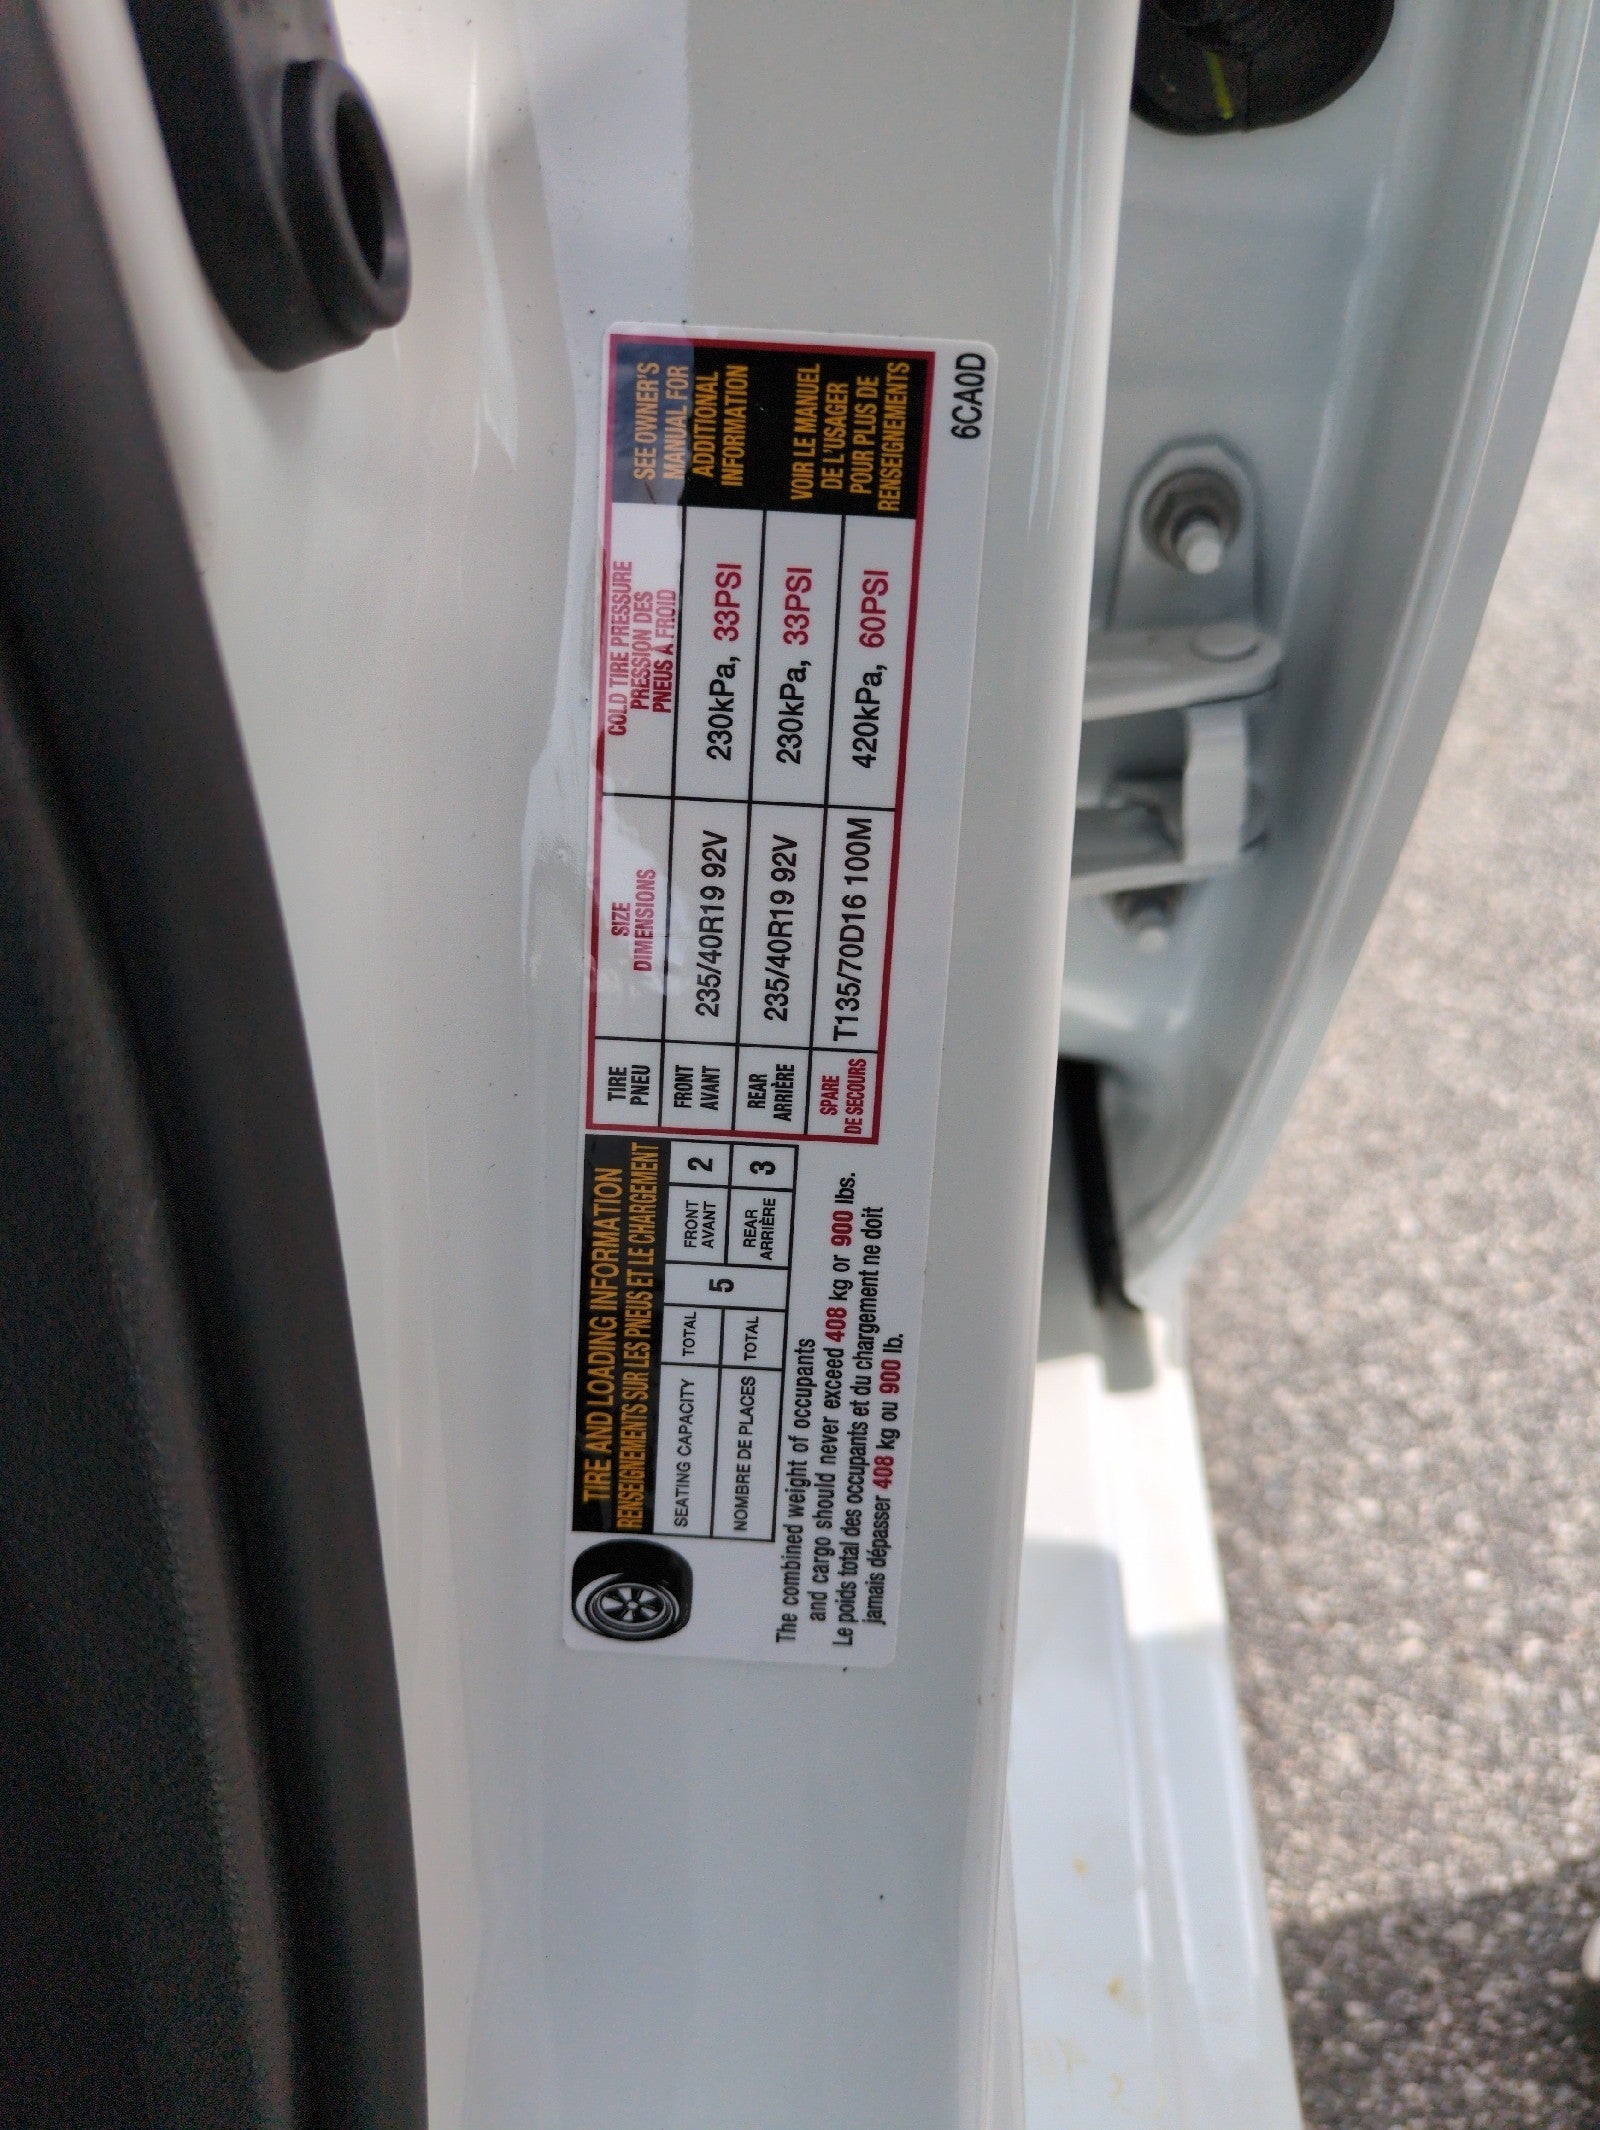 TIRE AND LOADING INFORMATION
RENSEIGNEMENTS SUR LES PNEUS ET LE CHARGEMENT
SEATING CAPACITY TOTAL 5 FRONT AVANT 2
NOMBRE DE PLACES TOTAL REAR ARRIÈRE 3
The combined weight of occupants
and cargo should never exceed 408 kg or 900 lbs.
Le poids total des occupants et du chargement ne doit
jamais dépasser 408 kg ou 900 lb.
TIRE
PNEU
SIZE
DIMENSIONS
COLD TIRE PRESSURE
PRESSION DES
PNEUS À FROID
FRONT
AVANT
235/40R19 92V
230kPa, 33PSI
REAR
ARRIÈRE
235/40R19 92V
230kPa, 33PSI
SPARE
DE SECOURS
T135/70D16 100M
420kPa, 60PSI
SEE OWNER'S
MANUAL FOR
ADDITIONAL
INFORMATION
VOIR LE MANUEL
DE L'USAGER
POUR PLUS DE
RENSEIGNEMENTS
6CA0D